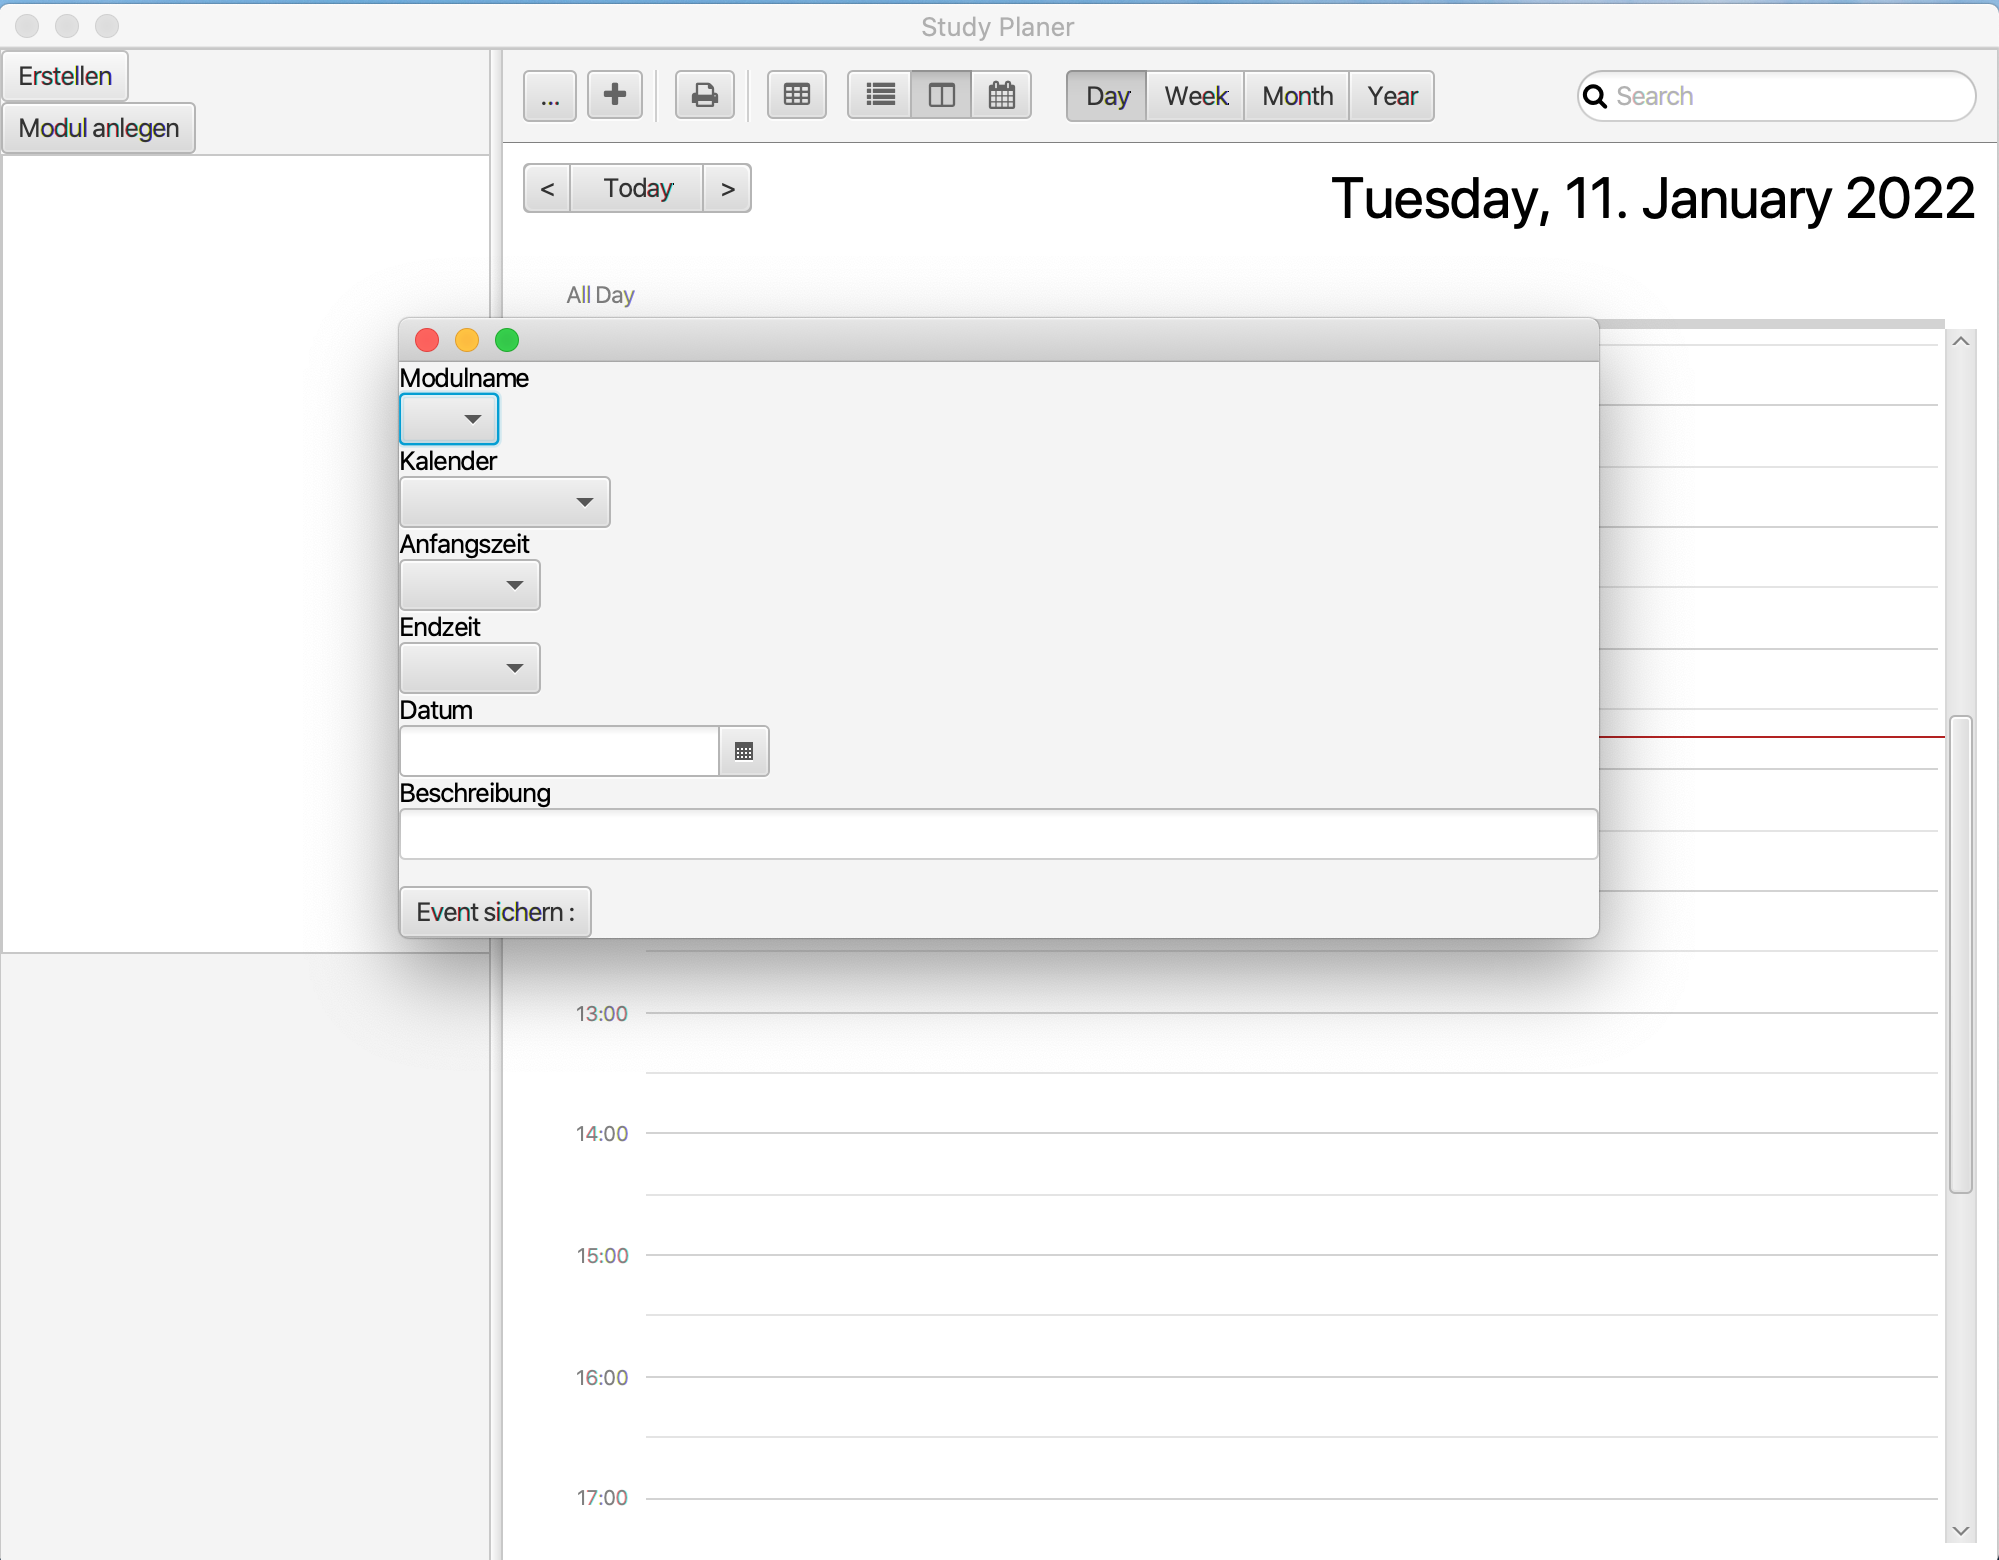 Study Planer
Erstellen
Modul anlegen
...
Day Week Month Year
Search
< Today >
Tuesday, 11. January 2022
All Day
Modulname
Kalender
Anfangszeit
Endzeit
Datum
Beschreibung
Event sichern :
13:00
14:00
15:00
16:00
17:00